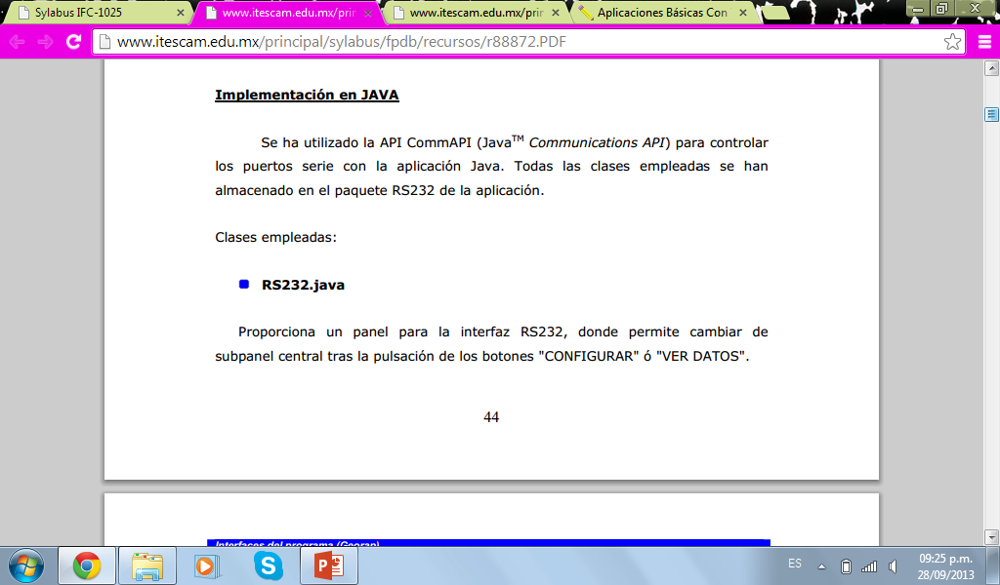 Sylabus IFC-1025
www.itescam.edu.mx/prin
www.itescam.edu.mx/prin
Aplicaciones Básicas Con
www.itescam.edu.mx/principal/sylabus/fpdb/recursos/r88872.PDF
Implementación en JAVA
Se ha utilizado la API CommAPI (Java™ Communications API) para controlar
los puertos serie con la aplicación Java. Todas las clases empleadas se han
almacenado en el paquete RS232 de la aplicación.
Clases empleadas:
RS232.java
Proporciona un panel para la interfaz RS232, donde permite cambiar de
subpanel central tras la pulsación de los botones "CONFIGURAR" ó "VER DATOS".
44
Interfaces del programa (Georap)
ES
09:25 p.m.
28/09/2013